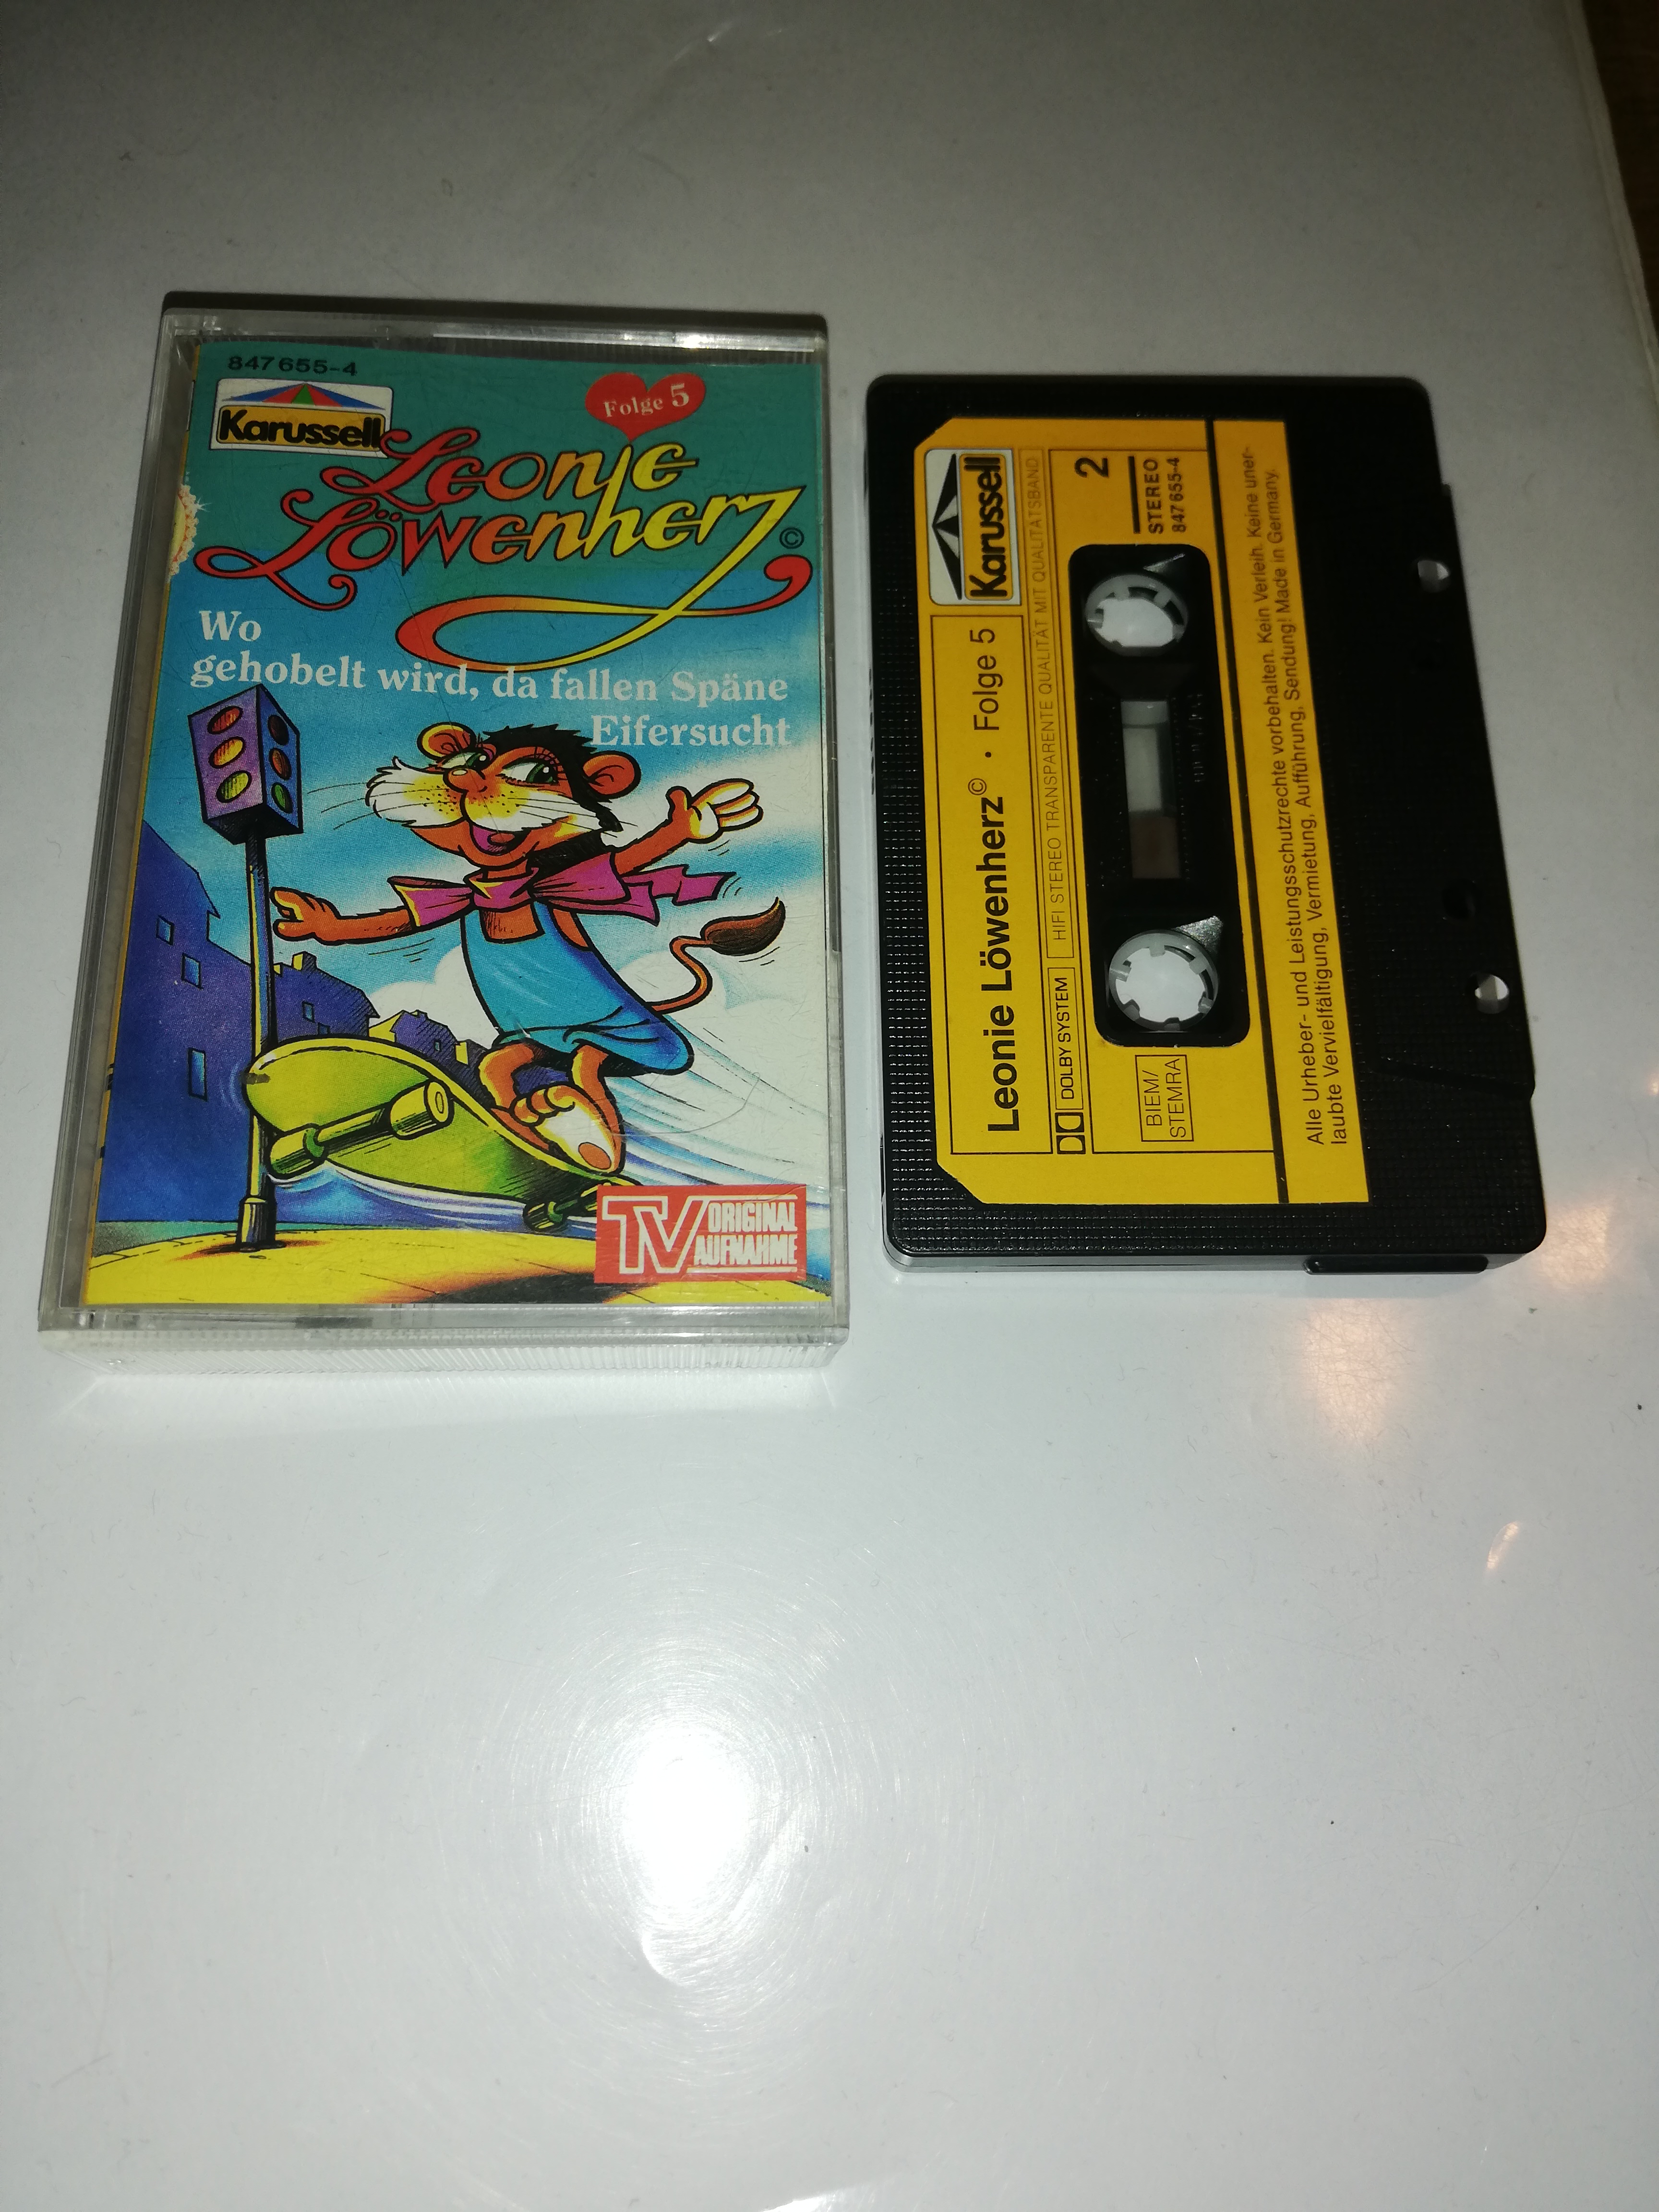 847 655-4
Karussell
Folge 5
Leonie
Löwenherz ©
Wo
gehobelt wird, da fallen Späne
Eifersucht
TV ORIGINAL
AUFNAHME
Karussell
Leonie Löwenherz© · Folge 5
DOLBY SYSTEM
HIFI STEREO TRANSPARENTE QUALITÄT MIT QUALITÄTSBAND
2
STEREO
847 655-4
BIEM/
STEMRA
Alle Urheber- und Leistungsschutzrechte vorbehalten. Kein Verleih. Keine uner-
laubte Vervielfältigung, Vermietung, Aufführung, Sendung! Made in Germany.